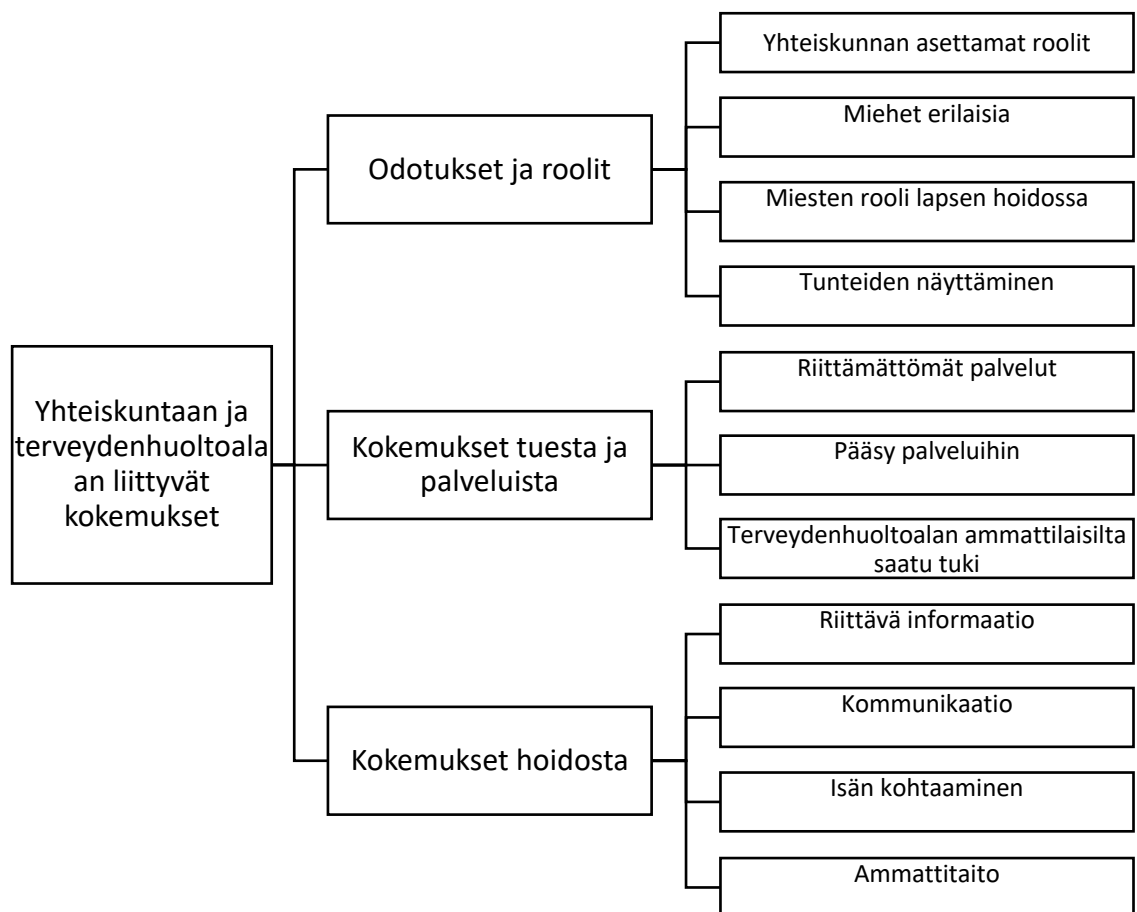 Yhteiskuntaan ja
terveydenhuoltoala
an liittyvät
kokemukset
Odotukset ja roolit
Yhteiskunnan asettamat roolit
Miehet erilaisia
Miesten rooli lapsen hoidossa
Tunteiden näyttäminen
Kokemukset tuesta ja
palveluista
Riittämättömät palvelut
Pääsy palveluihin
Terveydenhuoltoalan ammattilaisilta
saatu tuki
Kokemukset hoidosta
Riittävä informaatio
Kommunikaatio
Isän kohtaaminen
Ammattitaito